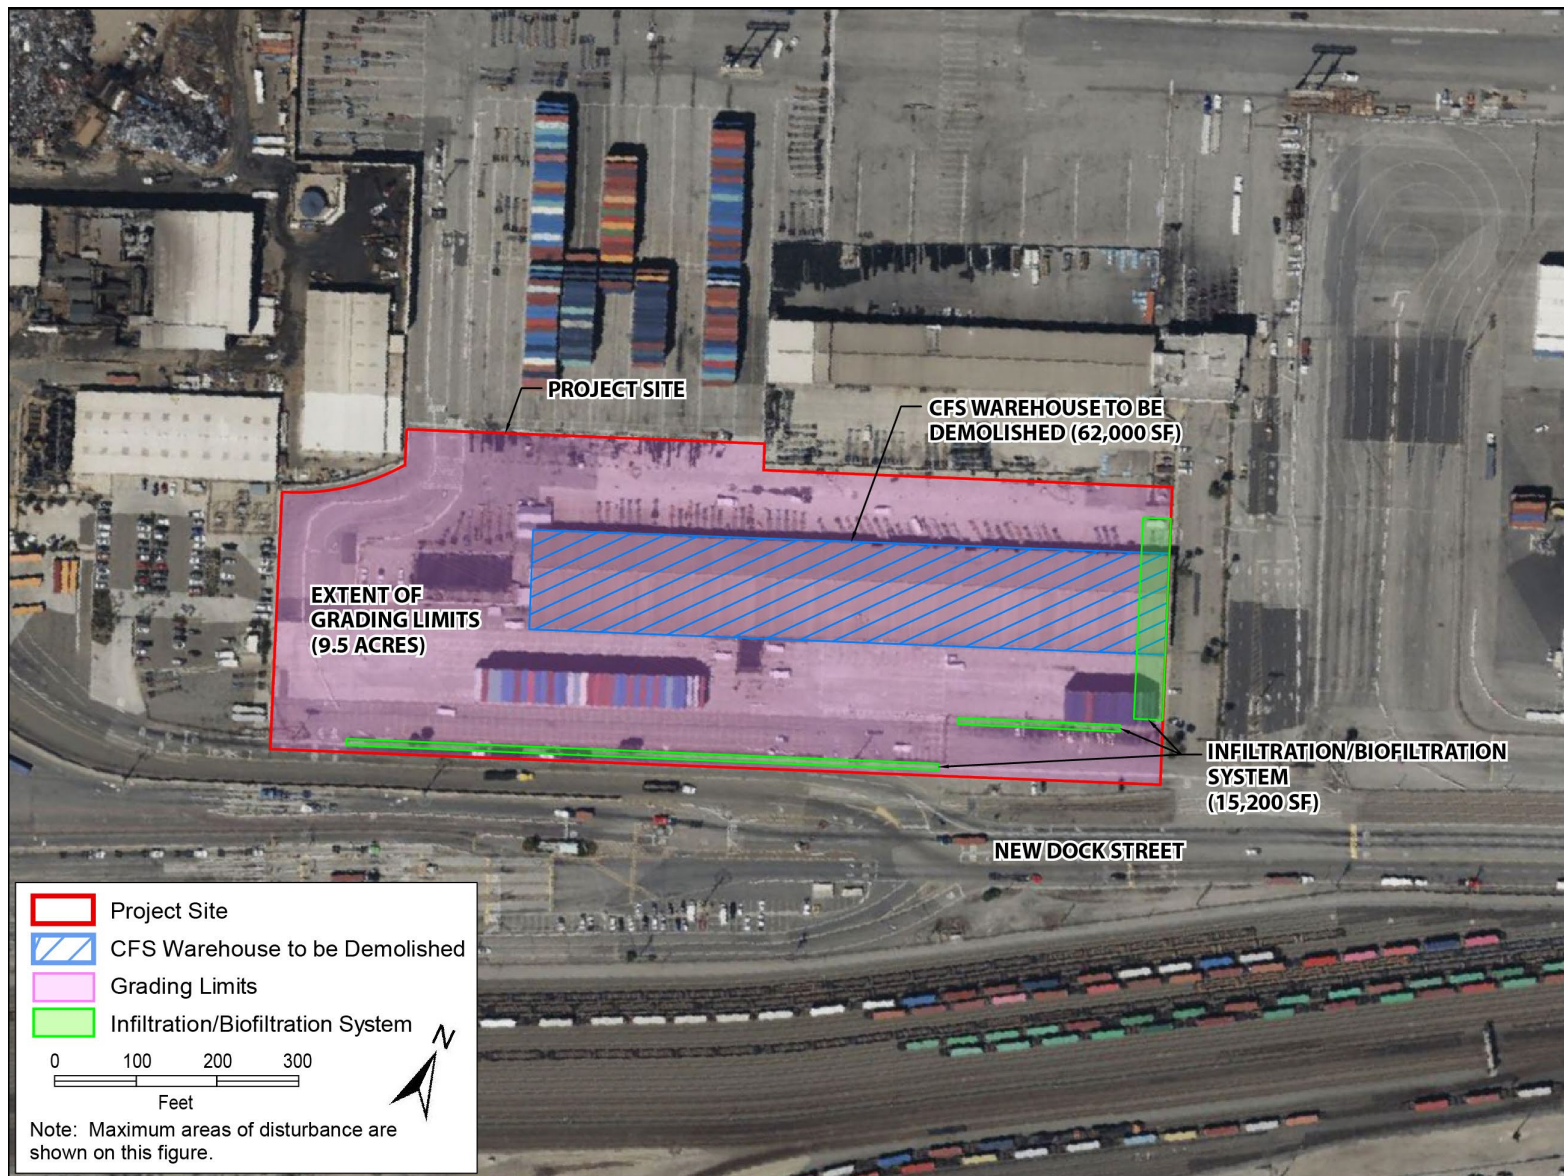 PROJECT SITE
CFS WAREHOUSE TO BE
DEMOLISHED (62,000 SF)
EXTENT OF
GRADING LIMITS
(9.5 ACRES)
INFILTRATION/BIOFILTRATION
SYSTEM
(15,200 SF)
NEW DOCK STREET
Project Site
CFS Warehouse to be Demolished
Grading Limits
Infiltration/Biofiltration System
N
0 100 200 300
Feet
Note: Maximum areas of disturbance are
shown on this figure.